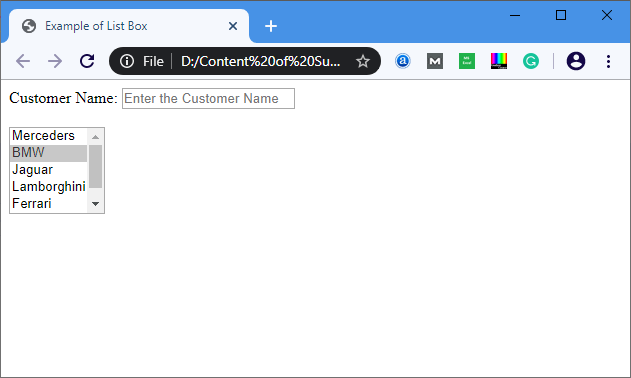 Example of List Box
File D:/Content%20of%20Su...
Customer Name: Enter the Customer Name
Merceders
BMW
Jaguar
Lamborghini
Ferrari